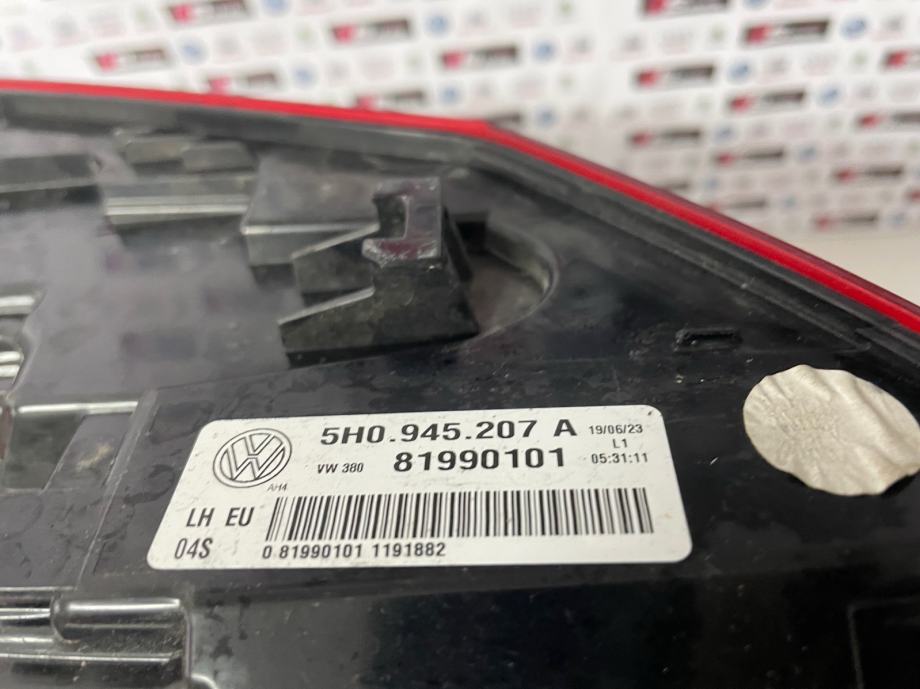 5H0.945.207 A 19/06/23
L1
VW 380 81990101 05:31:11
AH4
LH EU
04S 0 81990101 1191882